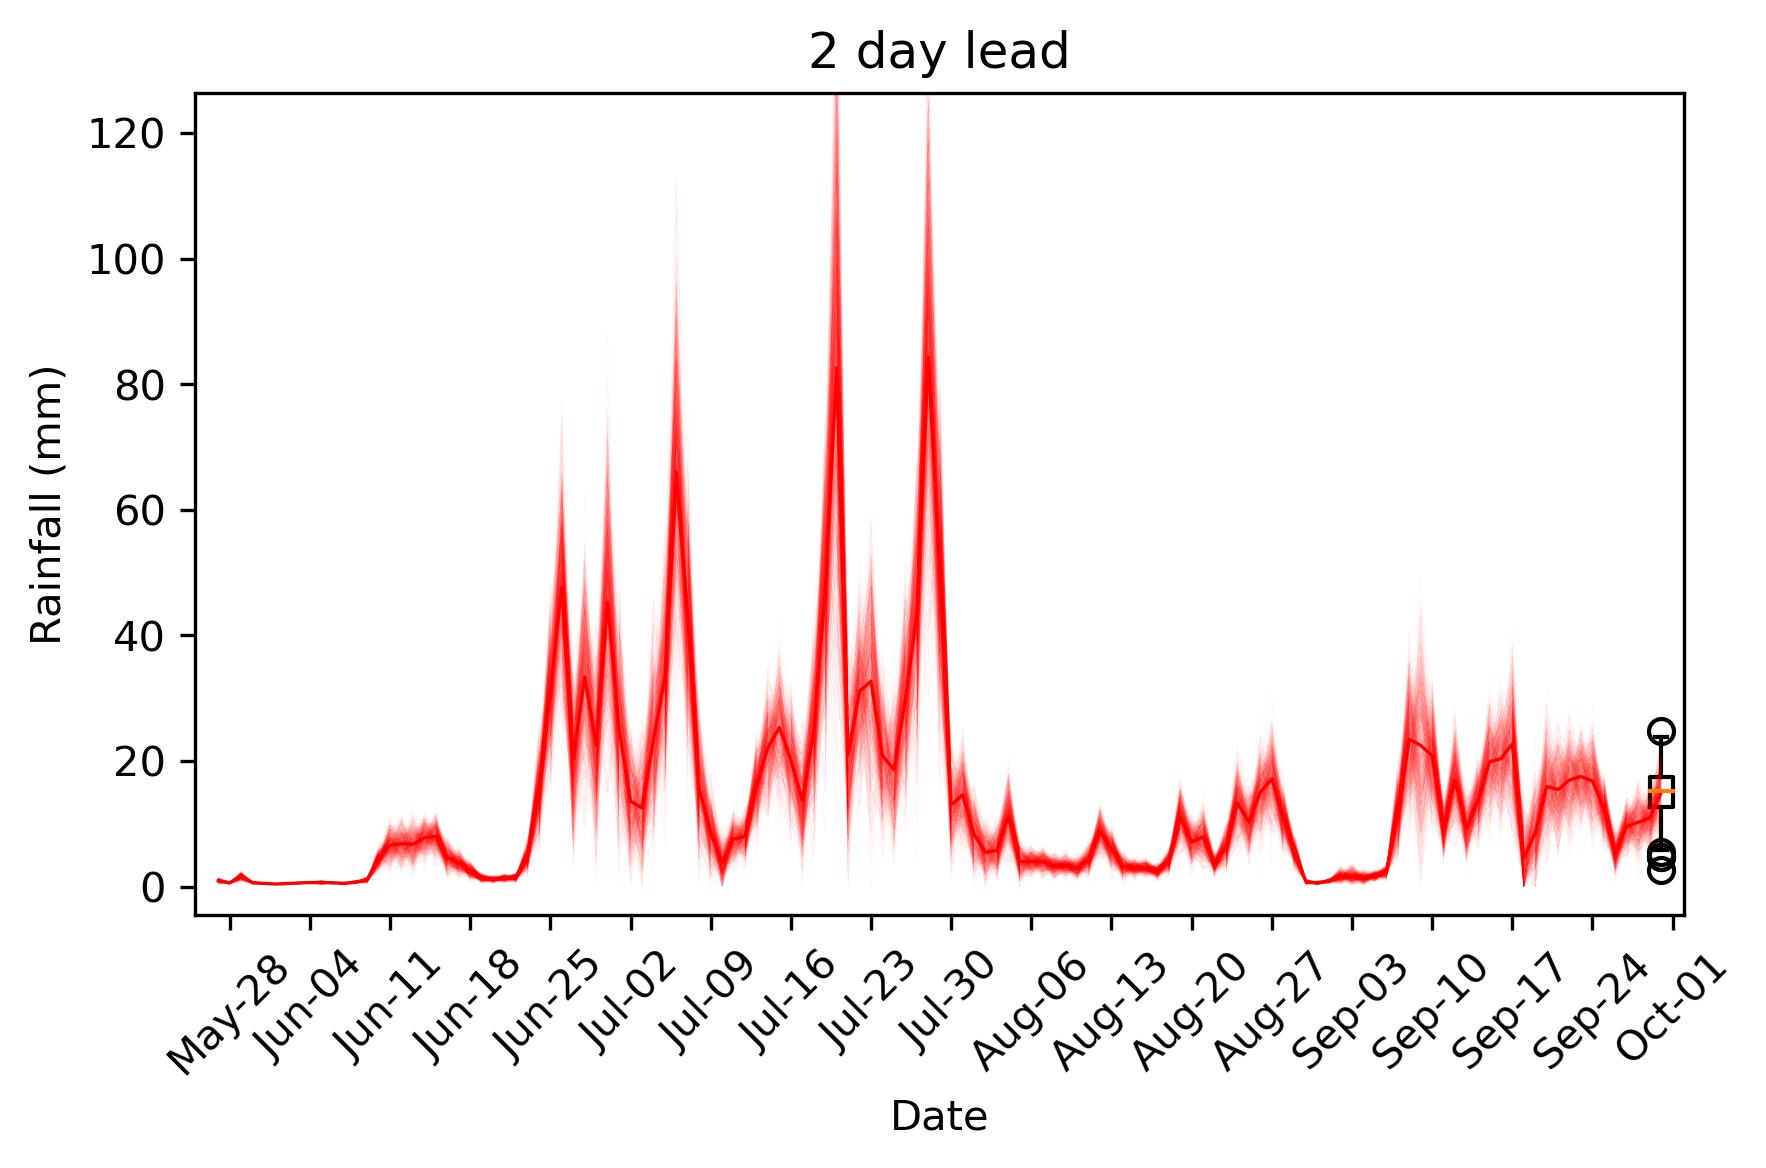 2 day lead
Rainfall (mm)
120
100
80
60
40
20
0
May-28
Jun-04
Jun-11
Jun-18
Jun-25
Jul-02
Jul-09
Jul-16
Jul-23
Jul-30
Aug-06
Aug-13
Aug-20
Aug-27
Sep-03
Sep-10
Sep-17
Sep-24
Oct-01
Date